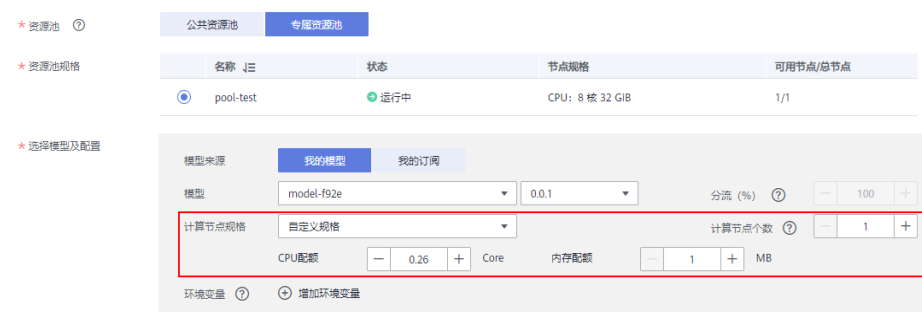 * 资源池 ? 公共资源池 专属资源池
* 资源池规格 名称 状态 节点规格 可用节点/总节点
pool-test 运行中 CPU：8 核 32 GiB 1/1
* 选择模型及配置
模型来源 我的模型 我的订阅
模型 model-f92e 0.0.1 分流（%） ? — 100 +
计算节点规格 自定义规格 计算节点个数 ? — 1 +
CPU配额 — 0.26 + Core 内存配额 — 1 + MB
环境变量 ? + 增加环境变量